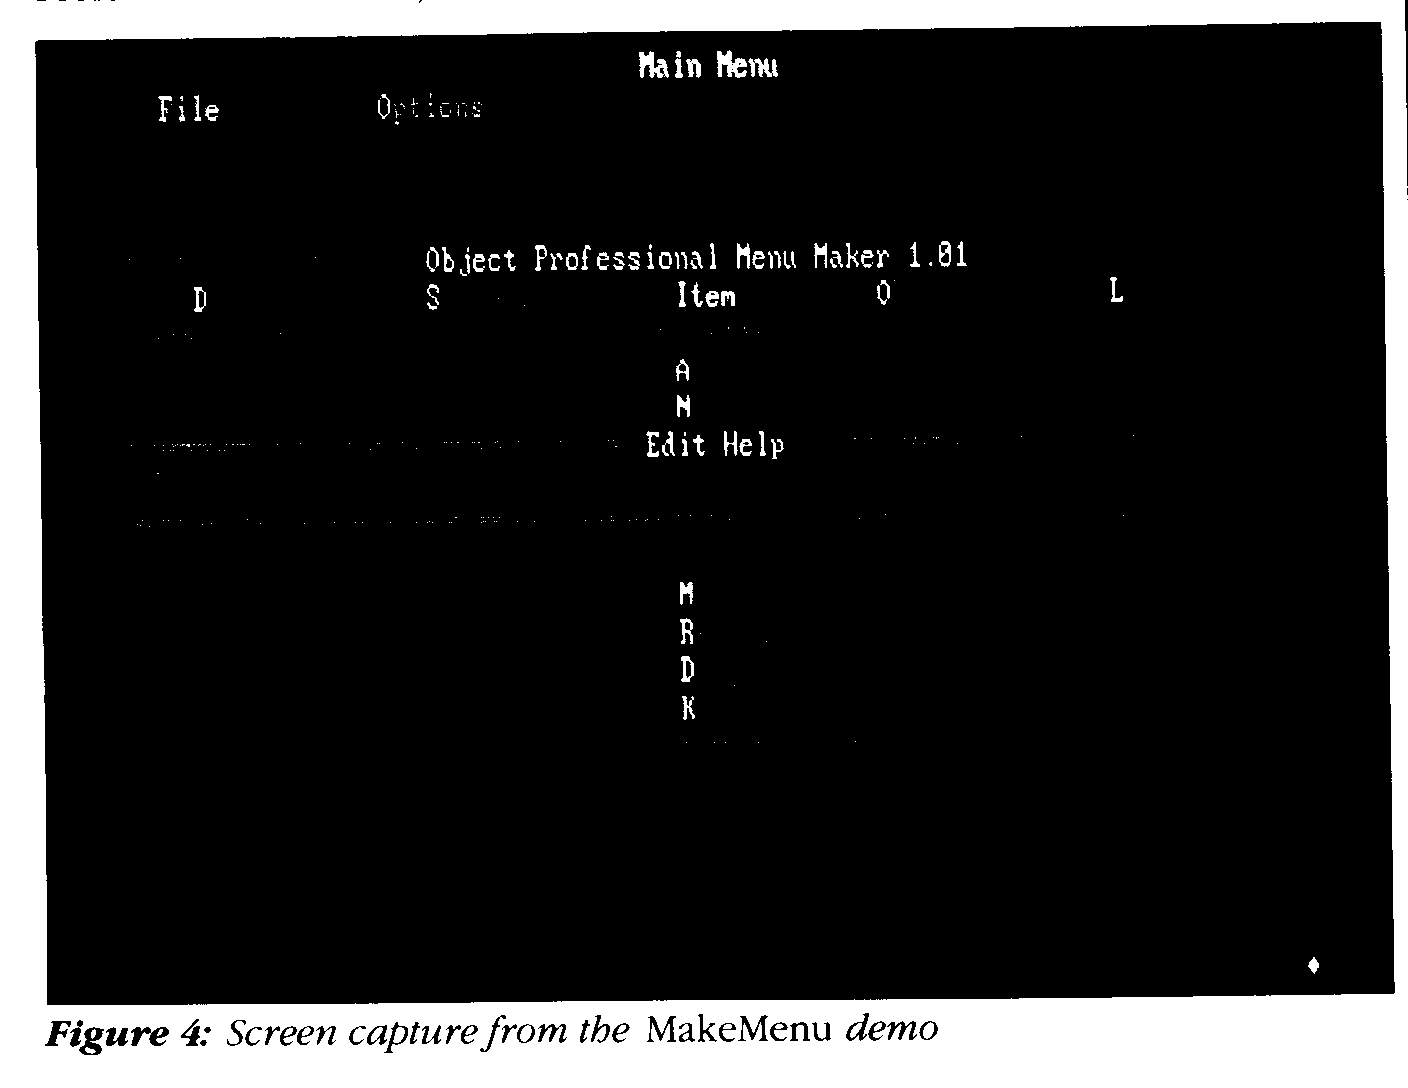 Main Menu
File Options
Object Professional Menu Maker 1.01
D S Item O L
A
N
Edit Help
M
R
D
K
Figure 4: Screen capture from the MakeMenu demo